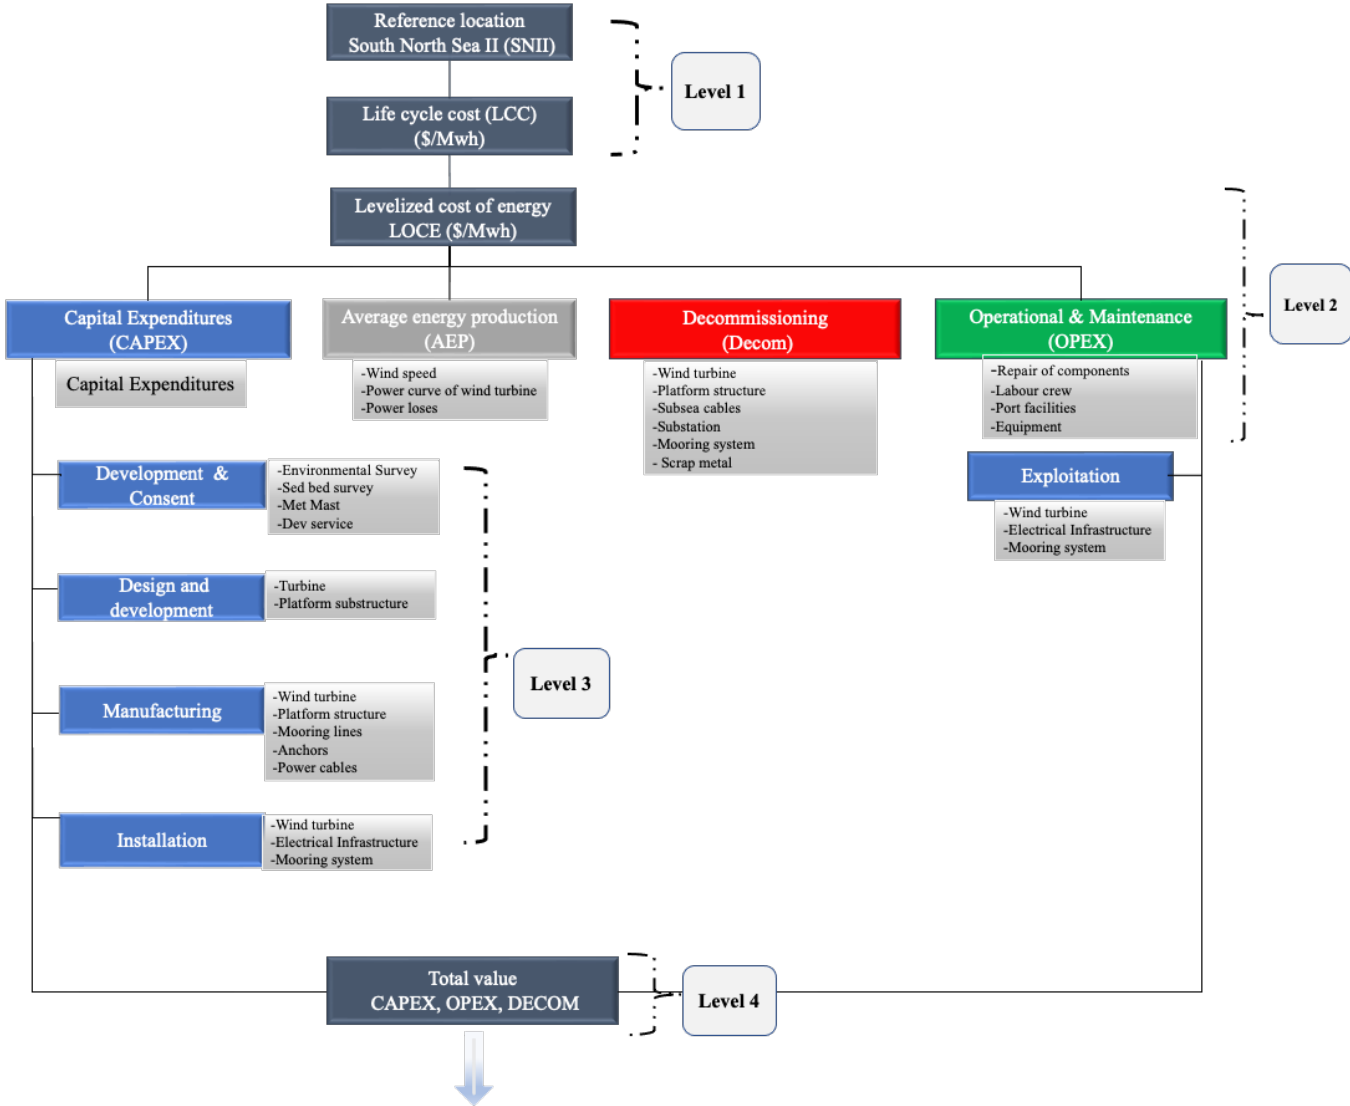 Reference location
South North Sea II (SNII)
Level 1
Life cycle cost (LCC)
($/Mwh)
Levelized cost of energy
LOCE ($/Mwh)
Level 2
Capital Expenditures
(CAPEX)
Capital Expenditures
Average energy production
(AEP)
-Wind speed
-Power curve of wind turbine
-Power loses
Decommissioning
(Decom)
-Wind turbine
-Platform structure
-Subsea cables
-Substation
-Mooring system
- Scrap metal
Operational & Maintenance
(OPEX)
-Repair of components
-Labour crew
-Port facilities
-Equipment
Exploitation
-Wind turbine
-Electrical Infrastructure
-Mooring system
Development &
Consent
-Environmental Survey
-Sed bed survey
-Met Mast
-Dev service
Design and
development
-Turbine
-Platform substructure
Level 3
Manufacturing
-Wind turbine
-Platform structure
-Mooring lines
-Anchors
-Power cables
Installation
-Wind turbine
-Electrical Infrastructure
-Mooring system
Total value
CAPEX, OPEX, DECOM
Level 4